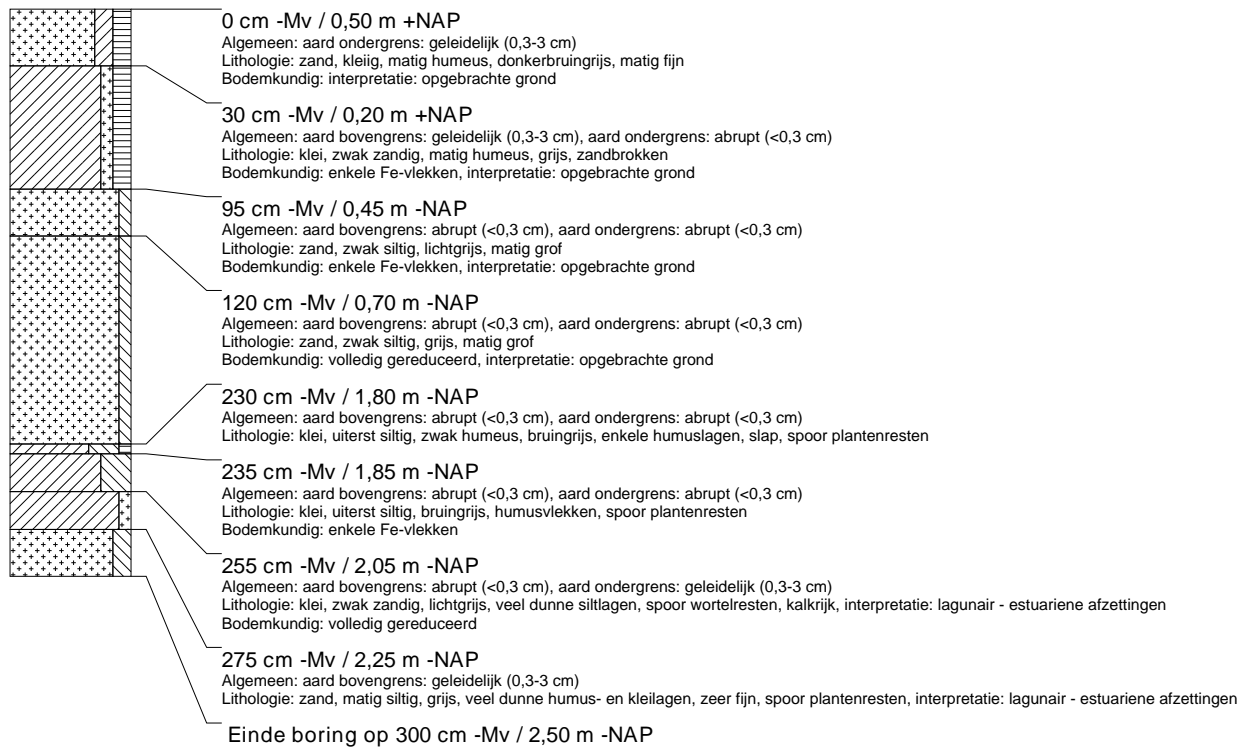 0 cm -Mv / 0,50 m +NAP
Algemeen: aard ondergrens: geleidelijk (0,3-3 cm)
Lithologie: zand, kleiig, matig humeus, donkerbruingrijs, matig fijn
Bodemkundig: interpretatie: opgebrachte grond
30 cm -Mv / 0,20 m +NAP
Algemeen: aard bovengrens: geleidelijk (0,3-3 cm), aard ondergrens: abrupt (<0,3 cm)
Lithologie: klei, zwak zandig, matig humeus, grijs, zandbrokken
Bodemkundig: enkele Fe-vlekken, interpretatie: opgebrachte grond
95 cm -Mv / 0,45 m -NAP
Algemeen: aard bovengrens: abrupt (<0,3 cm), aard ondergrens: abrupt (<0,3 cm)
Lithologie: zand, zwak siltig, lichtgrijs, matig grof
Bodemkundig: enkele Fe-vlekken, interpretatie: opgebrachte grond
120 cm -Mv / 0,70 m -NAP
Algemeen: aard bovengrens: abrupt (<0,3 cm), aard ondergrens: abrupt (<0,3 cm)
Lithologie: zand, zwak siltig, grijs, matig grof
Bodemkundig: volledig gereduceerd, interpretatie: opgebrachte grond
230 cm -Mv / 1,80 m -NAP
Algemeen: aard bovengrens: abrupt (<0,3 cm), aard ondergrens: abrupt (<0,3 cm)
Lithologie: klei, uiterst siltig, zwak humeus, bruingrijs, enkele humuslagen, slap, spoor plantenresten
235 cm -Mv / 1,85 m -NAP
Algemeen: aard bovengrens: abrupt (<0,3 cm), aard ondergrens: abrupt (<0,3 cm)
Lithologie: klei, uiterst siltig, bruingrijs, humusvlekken, spoor plantenresten
Bodemkundig: enkele Fe-vlekken
255 cm -Mv / 2,05 m -NAP
Algemeen: aard bovengrens: abrupt (<0,3 cm), aard ondergrens: geleidelijk (0,3-3 cm)
Lithologie: klei, zwak zandig, lichtgrijs, veel dunne siltlagen, spoor wortelresten, kalkrijk, interpretatie: lagunair - estuariene afzettingen
Bodemkundig: volledig gereduceerd
275 cm -Mv / 2,25 m -NAP
Algemeen: aard bovengrens: geleidelijk (0,3-3 cm)
Lithologie: zand, matig siltig, grijs, veel dunne humus- en kleilagen, zeer fijn, spoor plantenresten, interpretatie: lagunair - estuariene afzettingen
Einde boring op 300 cm -Mv / 2,50 m -NAP